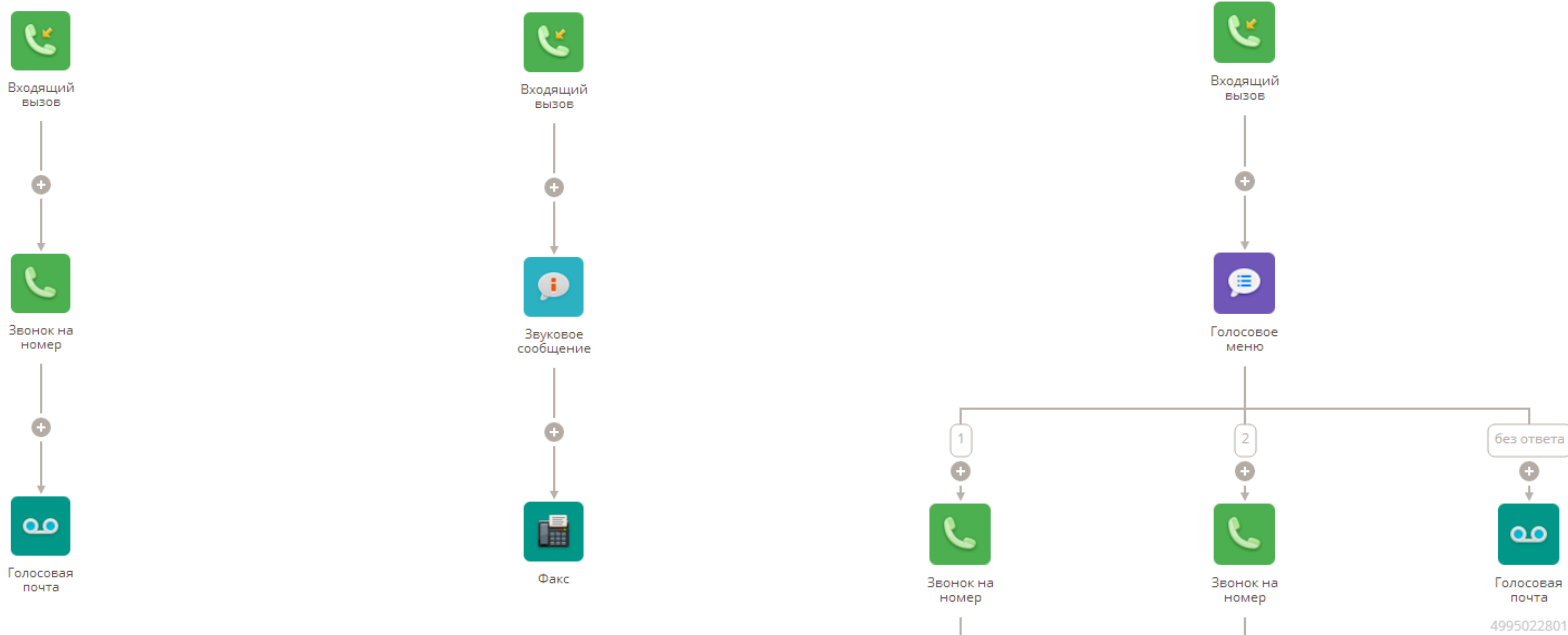 Входящий
вызов
Звонок на
номер
Голосовая
почта
Входящий
вызов
Звуковое
сообщение
Факс
Входящий
вызов
Голосовое
меню
1
2
без ответа
Звонок на
номер
Звонок на
номер
Голосовая
почта
4995022801